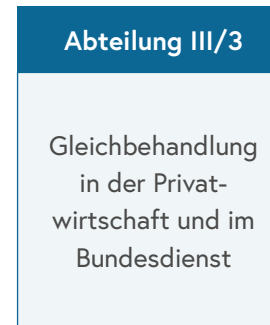 Abteilung III/3
Gleichbehandlung
in der Privat-
wirtschaft und im
Bundesdienst